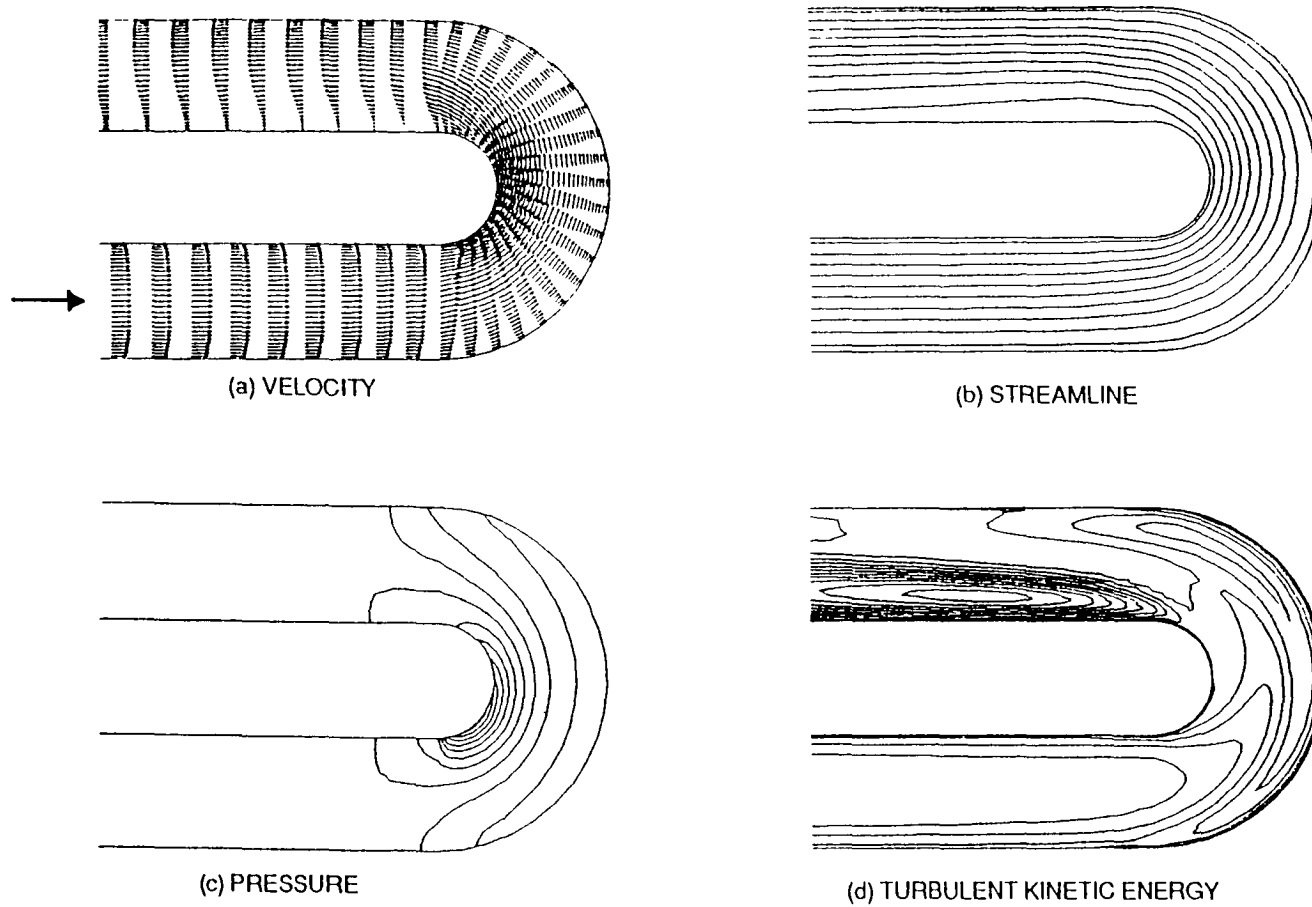 (a) VELOCITY
(b) STREAMLINE
(c) PRESSURE
(d) TURBULENT KINETIC ENERGY